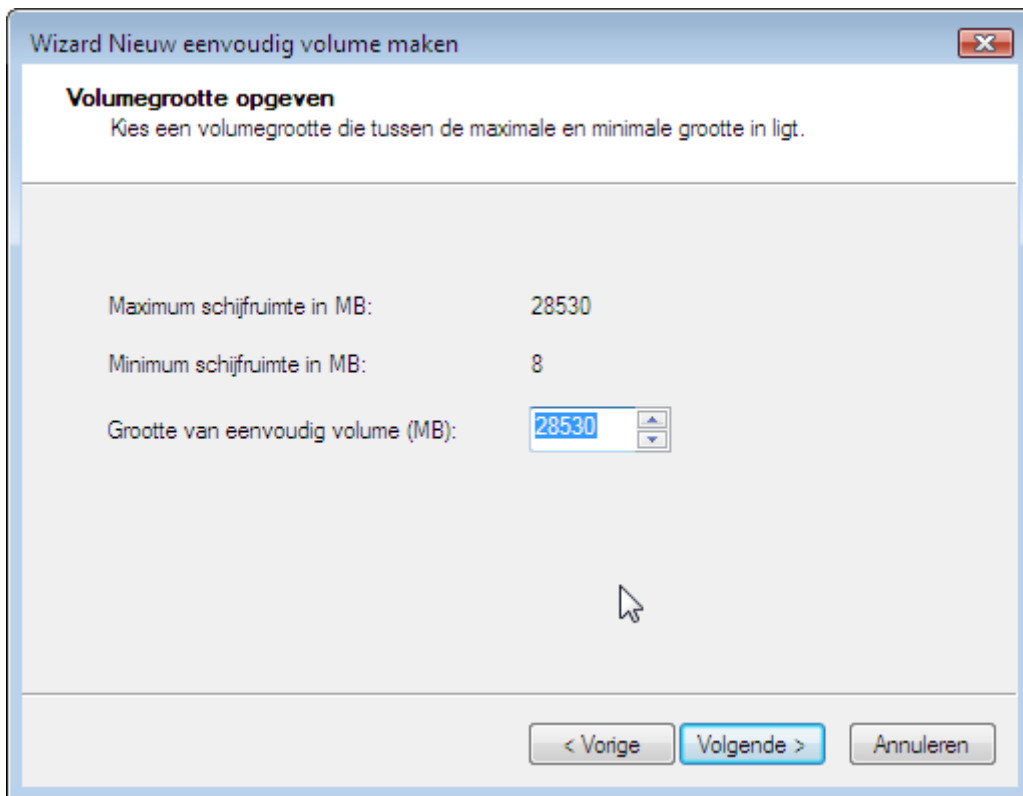 Wizard Nieuw eenvoudig volume maken
Volumegrootte opgeven
Kies een volumegrootte die tussen de maximale en minimale grootte in ligt.
Maximum schijfruimte in MB: 28530
Minimum schijfruimte in MB: 8
Grootte van eenvoudig volume (MB): 28530
< Vorige Volgende > Annuleren